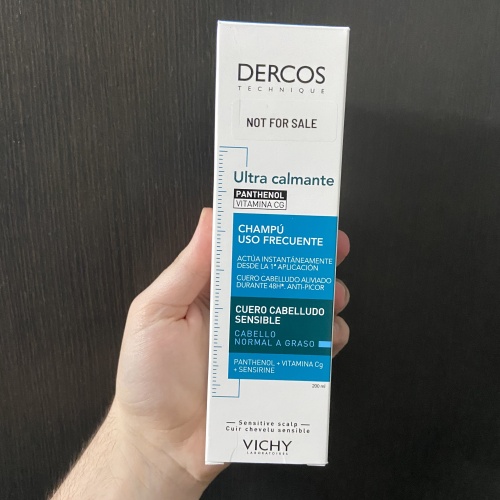 DERCOS
TECHNIQUE
NOT FOR SALE
Ultra calmante
PANTHENOL
VITAMINA CG
CHAMPÚ
USO FRECUENTE
ACTÚA INSTANTÁNEAMENTE
DESDE LA 1ª APLICACIÓN
CUERO CABELLUDO ALIVIADO
DURANTE 48H*. ANTI-PICOR
CUERO CABELLUDO
SENSIBLE
CABELLO
NORMAL A GRASO
PANTHENOL + VITAMINA Cg
+ SENSIRINE
200 ml
— Sensitive scalp —
Cuir chevelu sensible
VICHY
LABORATOIRES